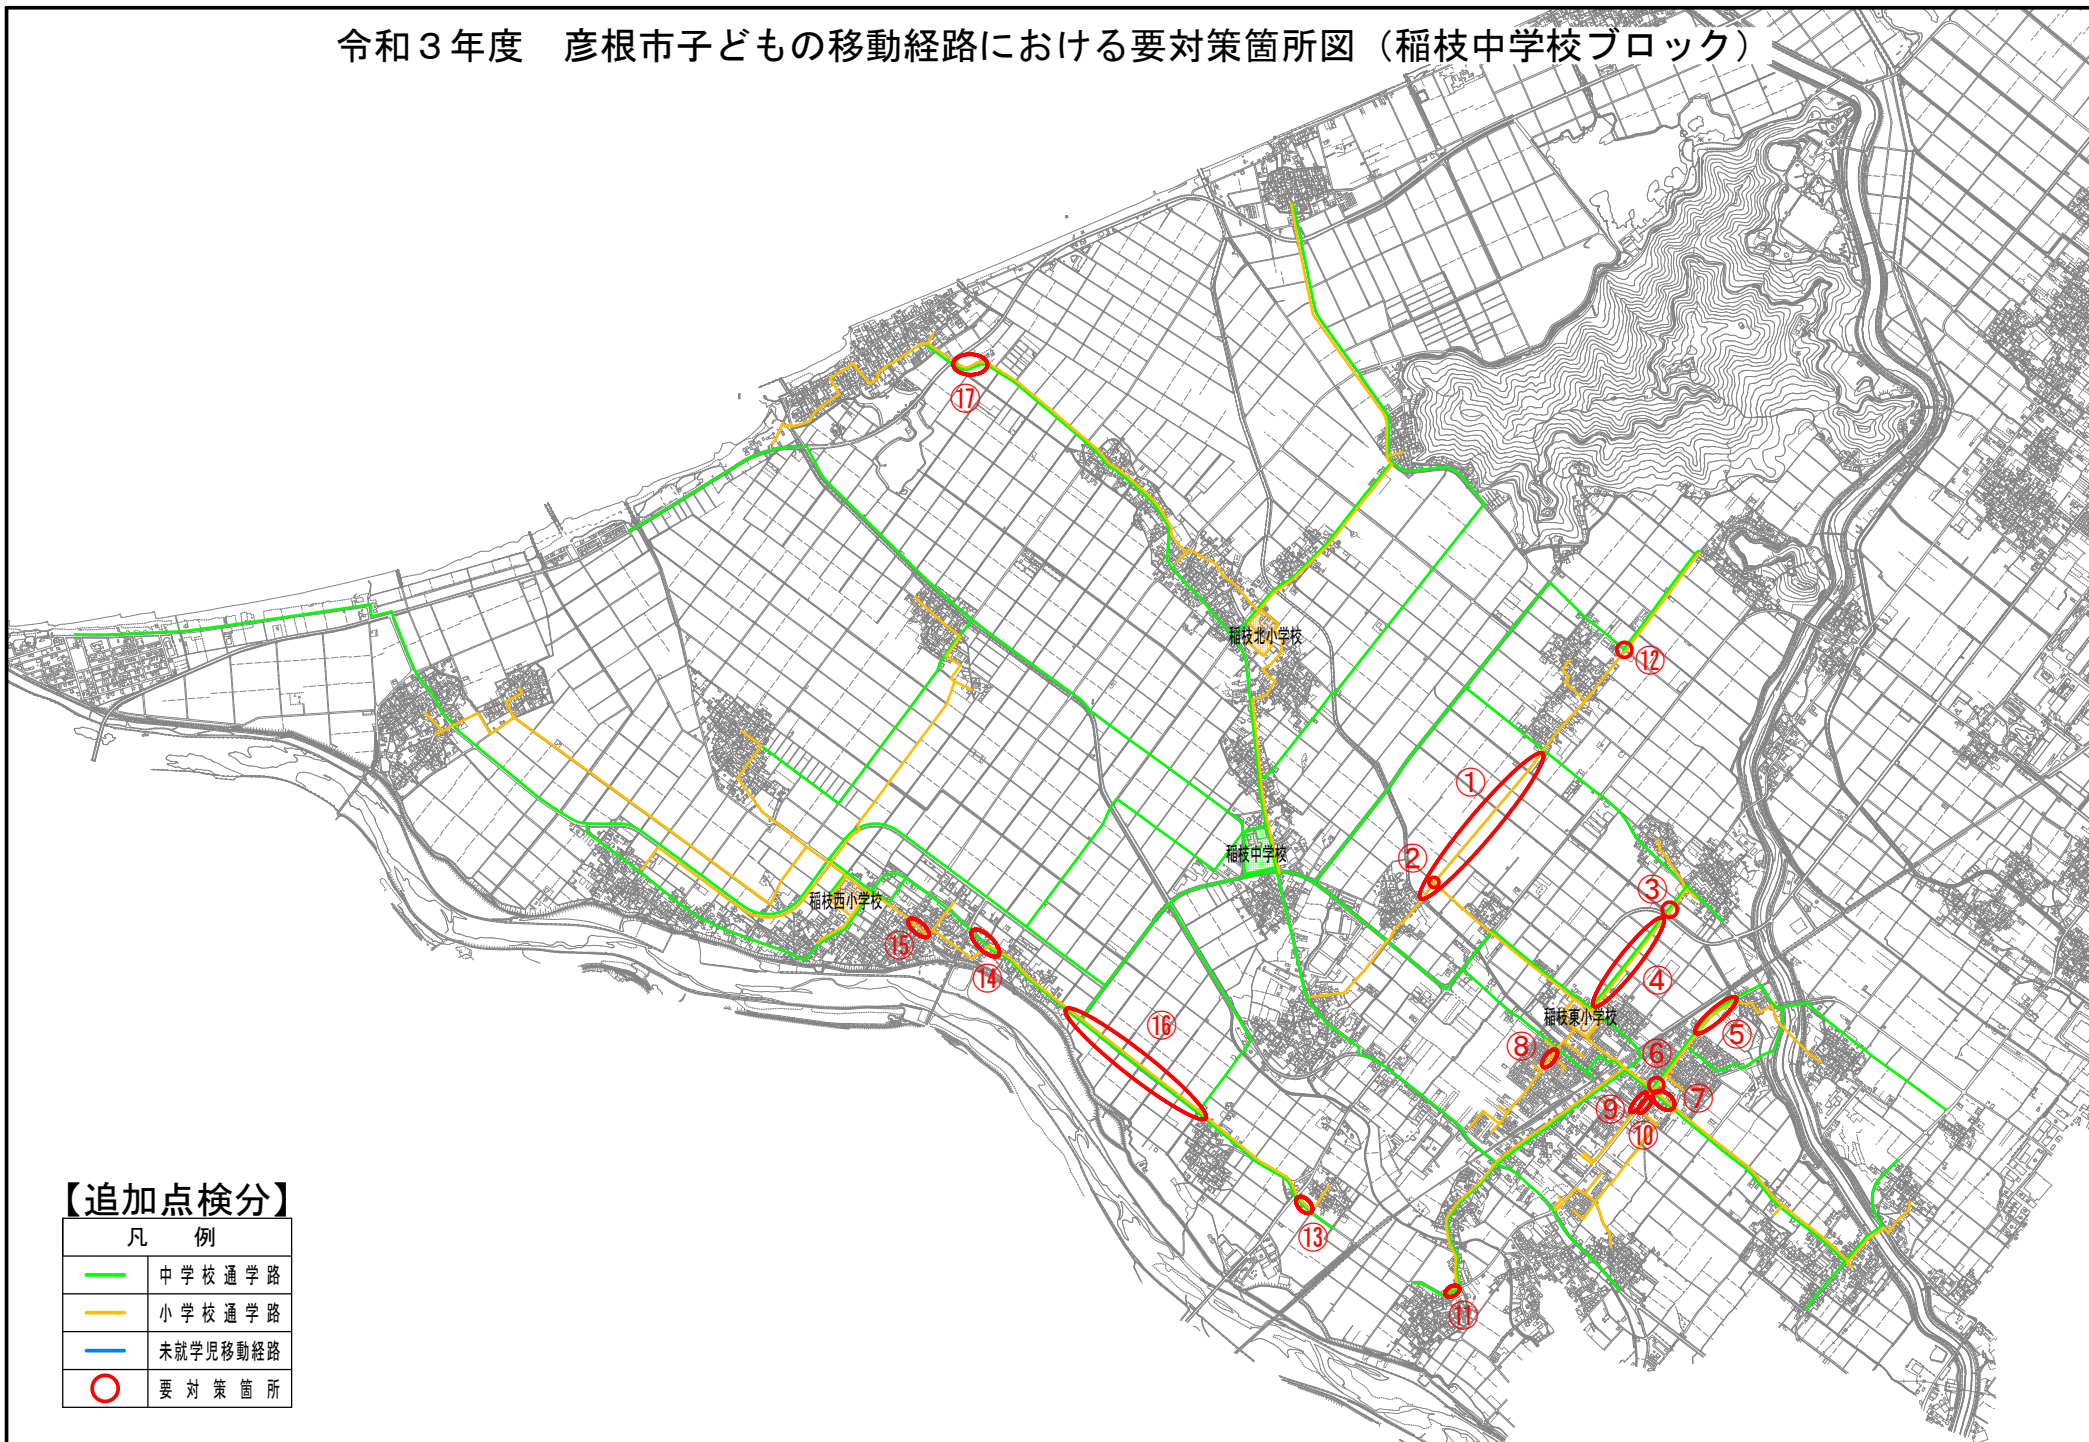 令和３年度　彦根市子どもの移動経路における要対策箇所図（稲枝中学校ブロック）
⑰
稲枝北小学校
⑫
①
稲枝中学校
②
③
稲枝西小学校
⑮
⑭
④
⑯
稲枝東小学校
⑤
⑧
⑥
⑨
⑦
⑩
⑬
⑪
【追加点検分】
凡　例
中学校通学路
小学校通学路
未就学児移動経路
要対策箇所